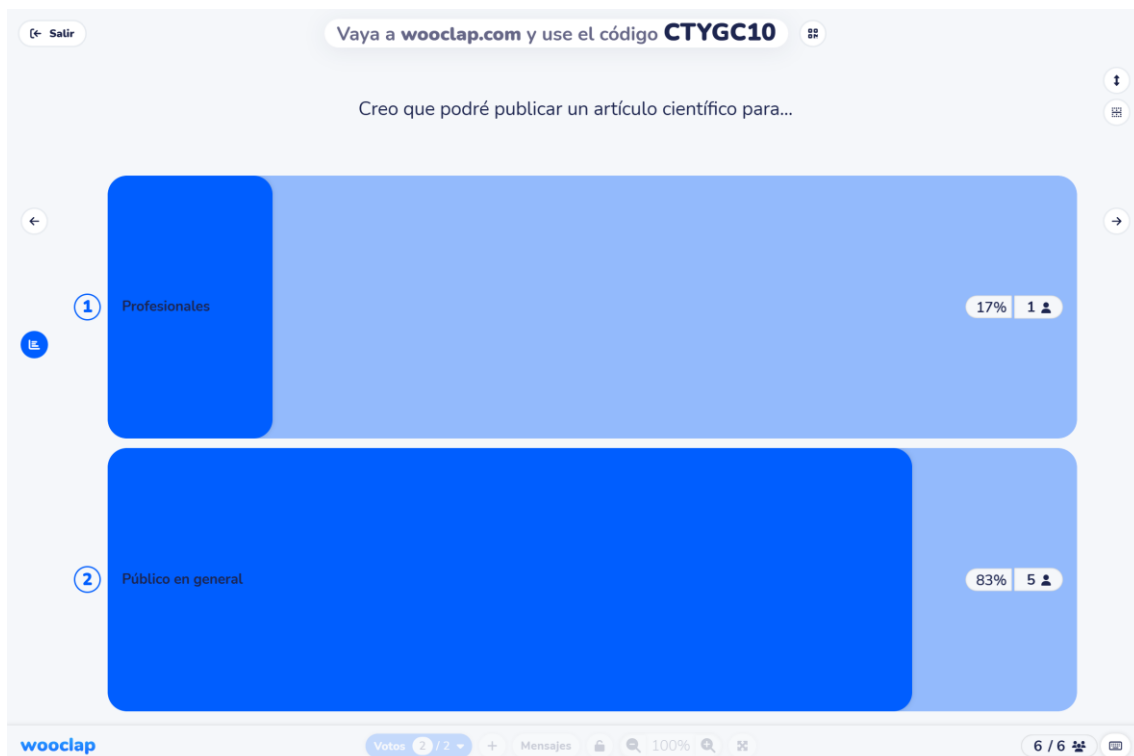 Salir
Vaya a wooclap.com y use el código CTYGC10
Creo que podré publicar un artículo científico para...
1 Profesionales 17% 1
2 Público en general 83% 5
wooclap Votos 2 / 2 + Mensajes 100% 6 / 6